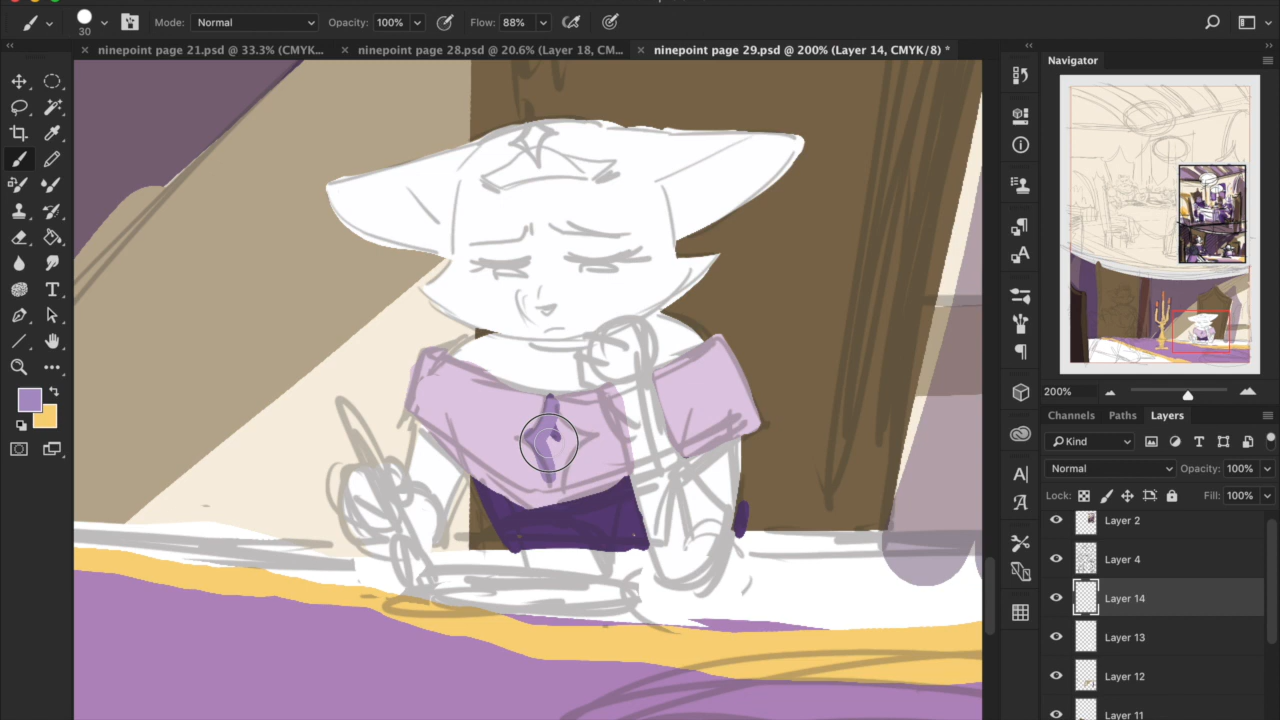 30
Mode: Normal
Opacity: 100%
Flow: 88%
ninepoint page 21.psd @ 33.3% (CMYK...
ninepoint page 28.psd @ 20.6% (Layer 18, CM...
ninepoint page 29.psd @ 200% (Layer 14, CMYK/8) *
Navigator
200%
Channels
Paths
Layers
Kind
Normal
Opacity: 100%
Lock:
Fill: 100%
Layer 2
Layer 4
Layer 14
Layer 13
Layer 12
Layer 11